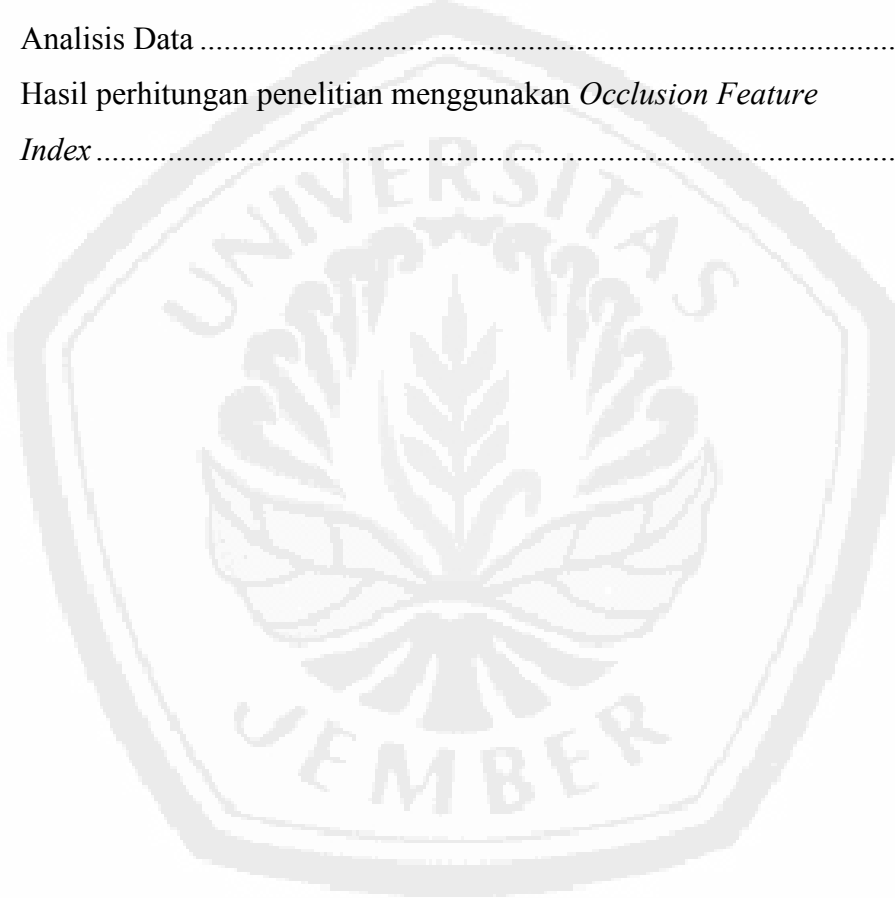 Analisis Data ....................................................................................
Hasil perhitungan penelitian menggunakan Occlusion Feature
Index ...............................................................................................
UNIVERSITAS
JEMBER